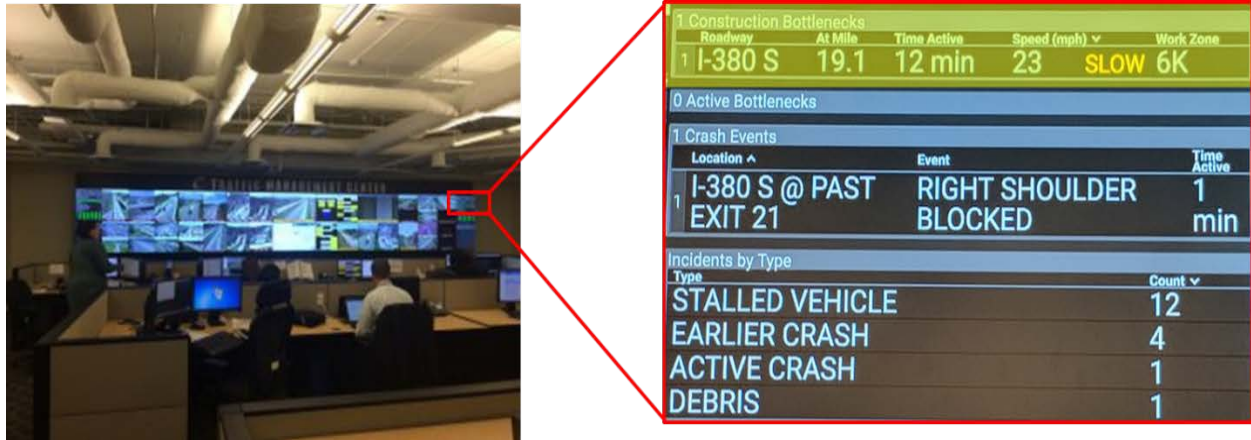 TRAFFIC MANAGEMENT CENTER
1 Construction Bottlenecks
Roadway At Mile Time Active Speed (mph) Work Zone
1 I-380 S 19.1 12 min 23 SLOW 6K
0 Active Bottlenecks
1 Crash Events
Location Event Time Active
1 I-380 S @ PAST EXIT 21 RIGHT SHOULDER BLOCKED 1 min
Incidents by Type
Type Count
STALLED VEHICLE 12
EARLIER CRASH 4
ACTIVE CRASH 1
DEBRIS 1